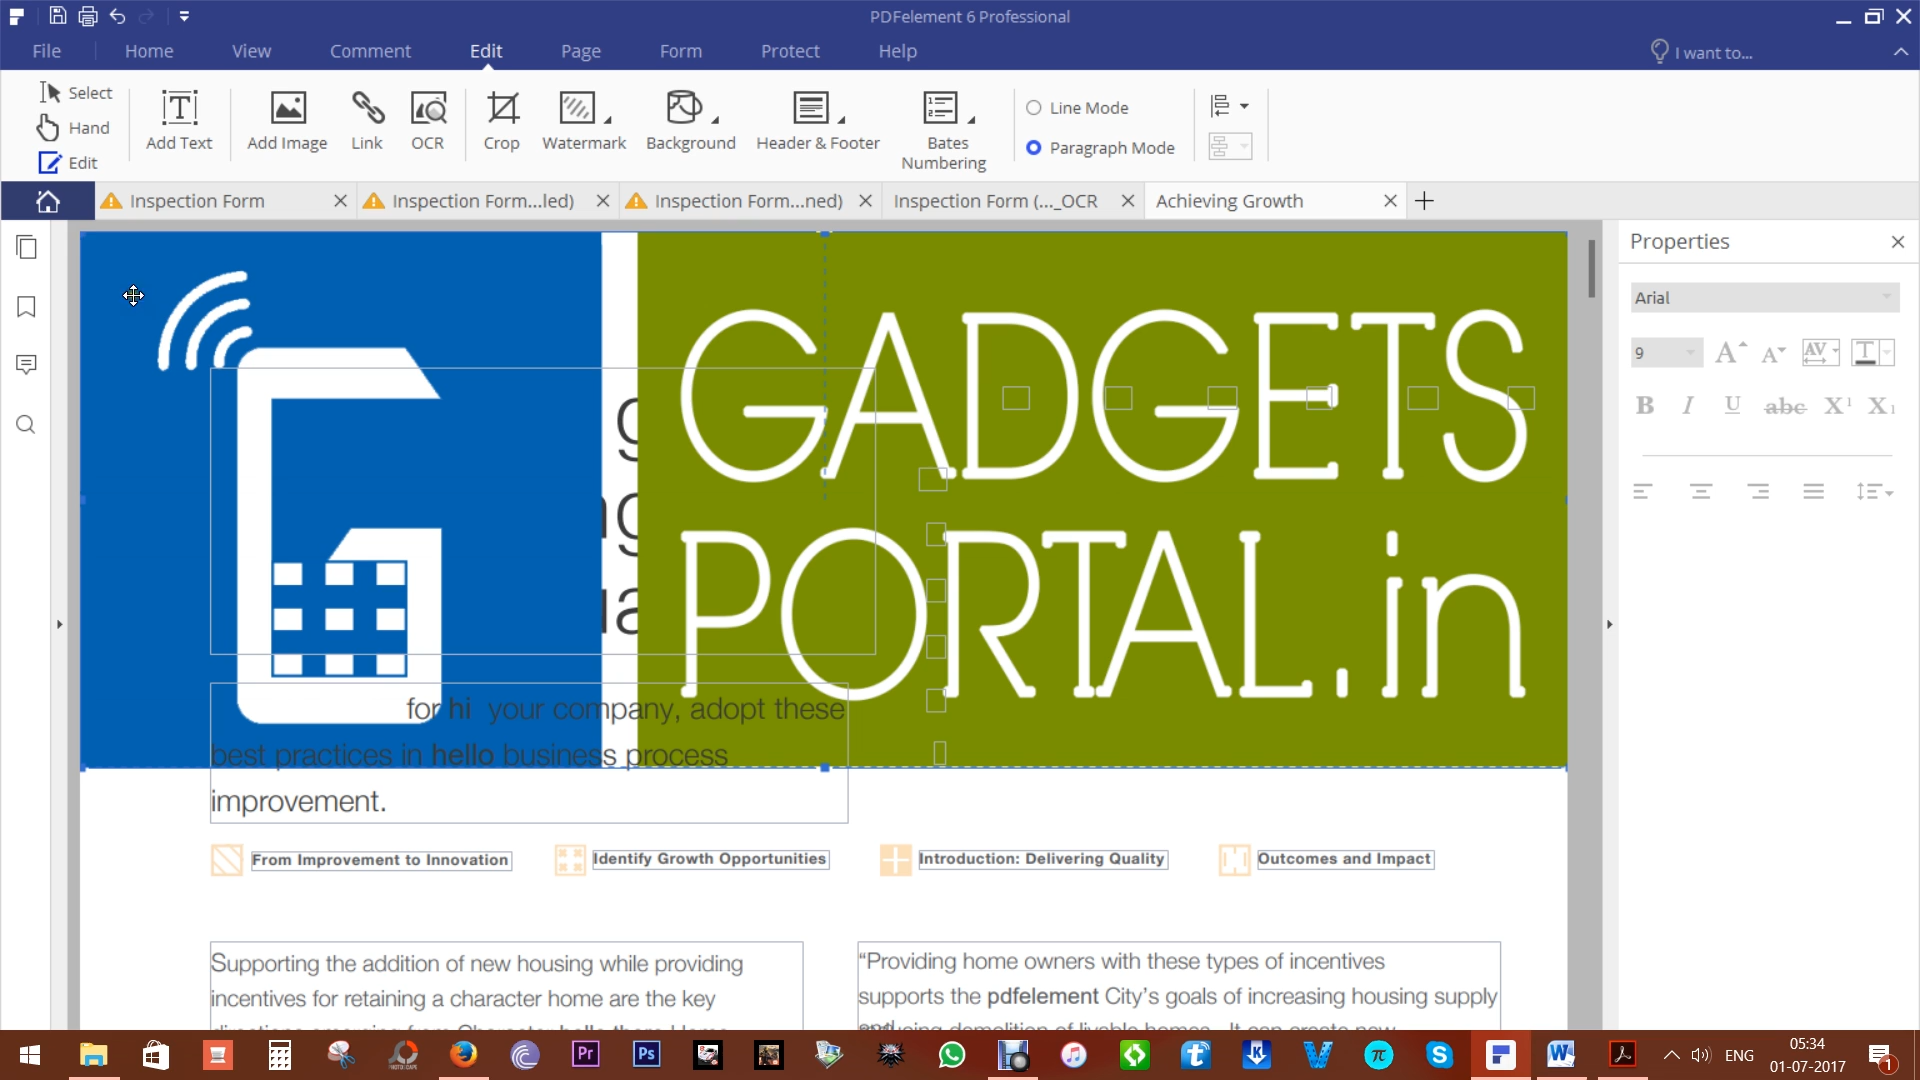 PDFelement 6 Professional
File Home View Comment Edit Page Form Protect Help I want to...
Select
Hand
Edit
Add Text Add Image Link OCR Crop Watermark Background Header & Footer Bates
Numbering
Line Mode
Paragraph Mode
Inspection Form Inspection Form...led) Inspection Form...ned) Inspection Form (..._OCR Achieving Growth
Properties
Arial
9
GADGETS
PORTAL.in
for hi your company, adopt these
best practices in hello business process
improvement.
From Improvement to Innovation Identify Growth Opportunities Introduction: Delivering Quality Outcomes and Impact
Supporting the addition of new housing while providing
incentives for retaining a character home are the key
“Providing home owners with these types of incentives
supports the pdfelement City’s goals of increasing housing supply
ENG
05:34
01-07-2017
1